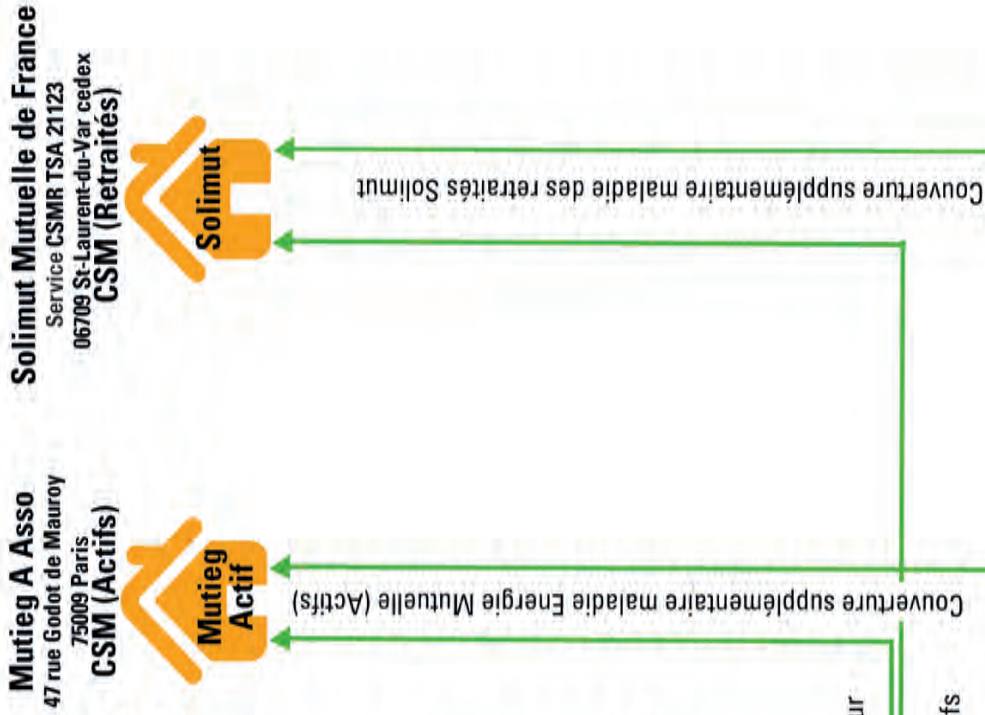 Mutieg A Asso
47 rue Godot de Mauroy
75009 Paris
CSM (Actifs)
Mutieg
Actif
Couverture supplémentaire maladie Energie Mutuelle (Actifs)
Solimut Mutuelle de France
Service CSMR TSA 21123
06709 St-Laurent-du-Var cedex
CSM (Retraités)
Solimut
Couverture supplémentaire maladie des retraités Solimut
ur
fs